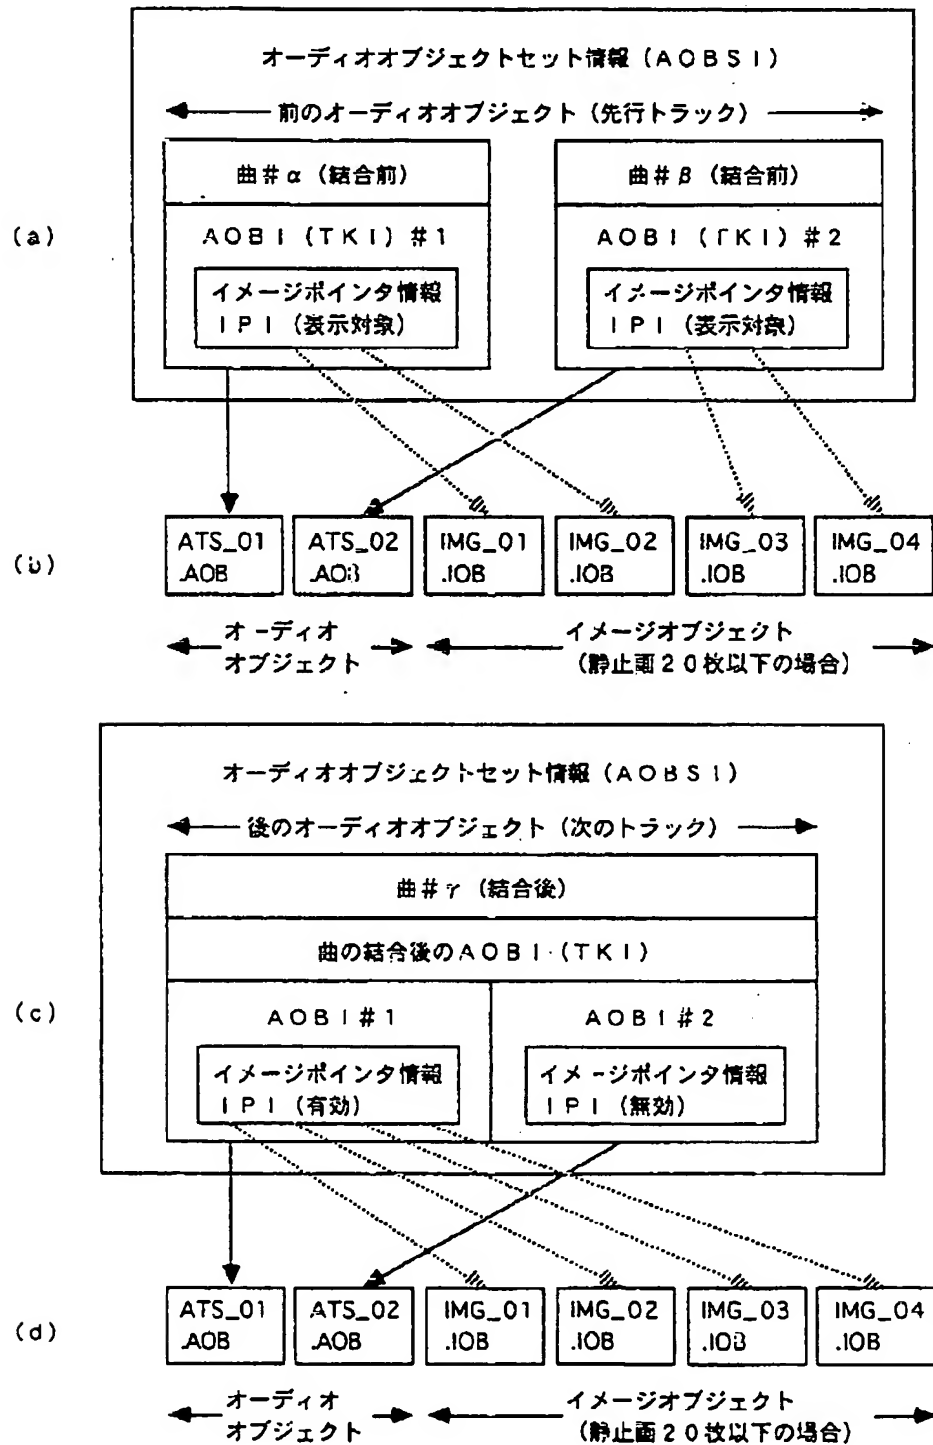 オーディオオブジェクトセット情報（AOBSI）
前のオーディオオブジェクト（先行トラック）
曲＃α（結合前）
曲＃β（結合前）
(a)
AOBI（TKI）＃1
AOBI（TKI）＃2
イメージポインタ情報
IPI（表示対象）
イメージポインタ情報
IPI（表示対象）
(b)
ATS_01
.AOB
ATS_02
.AOB
IMG_01
.IOB
IMG_02
.IOB
IMG_03
.IOB
IMG_04
.IOB
オーディオ
オブジェクト
イメージオブジェクト
（静止画20枚以下の場合）
オーディオオブジェクトセット情報（AOBSI）
後のオーディオオブジェクト（次のトラック）
曲＃γ（結合後）
曲の結合後のAOBI（TKI）
(c)
AOBI＃1
AOBI＃2
イメージポインタ情報
IPI（有効）
イメージポインタ情報
IPI（無効）
(d)
ATS_01
.AOB
ATS_02
.AOB
IMG_01
.IOB
IMG_02
.IOB
IMG_03
.IOB
IMG_04
.IOB
オーディオ
オブジェクト
イメージオブジェクト
（静止画20枚以下の場合）